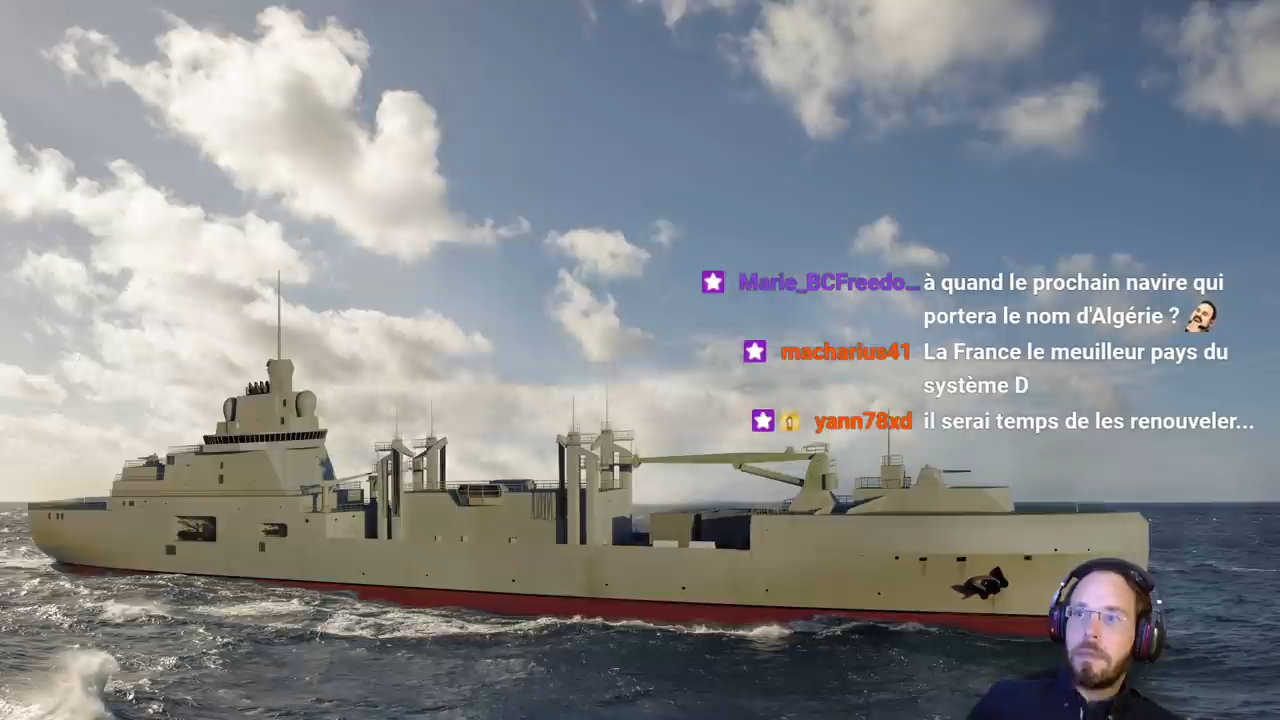 Marie_BCFreedo... à quand le prochain navire qui
portera le nom d'Algérie ?
macharius41 La France le meuilleur pays du
système D
yann78xd il serai temps de les renouveler...